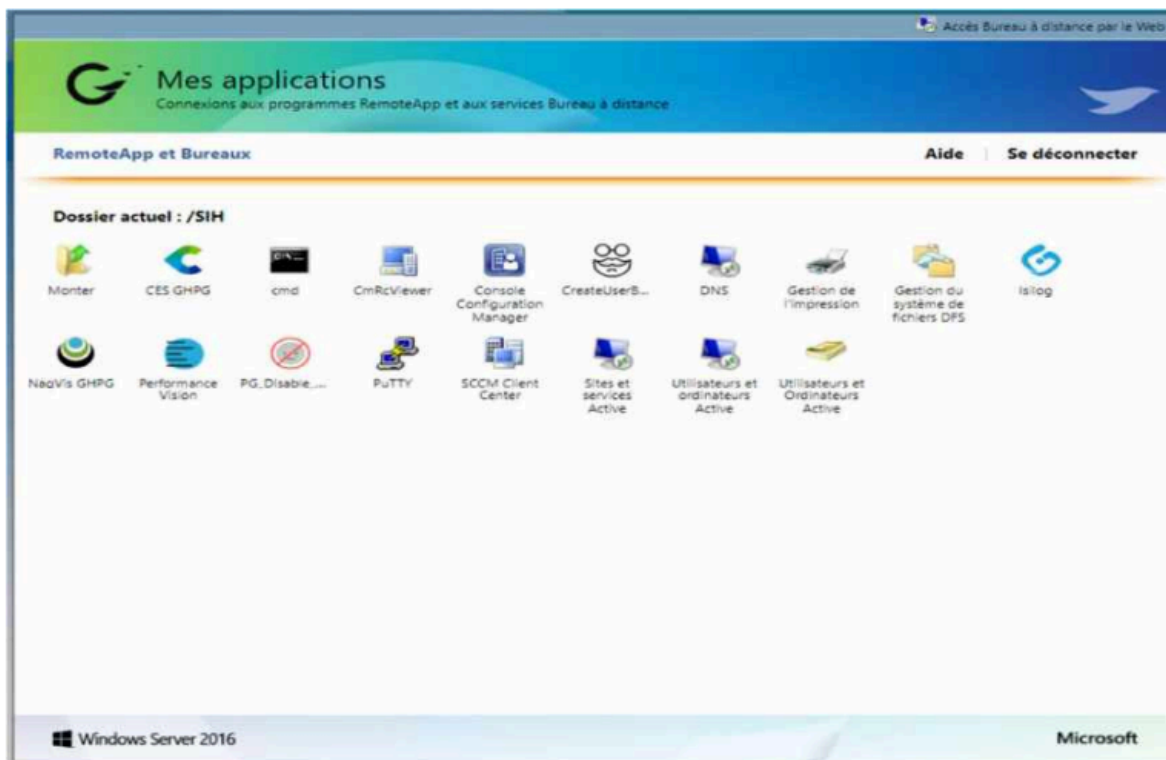 Accès Bureau à distance par le Web
Mes applications
Connexions aux programmes RemoteApp et aux services Bureau à distance
RemoteApp et Bureaux
Aide
Se déconnecter
Dossier actuel : /SIH
Monter
CES GHPG
cmd
CmRcViewer
Console
Configuration
Manager
CreateUserB...
DNS
Gestion de
l'impression
Gestion du
système de
fichiers DFS
Isilog
NagVis GHPG
Performance
Vision
PG_Disable_...
PuTTY
SCCM Client
Center
Sites et
services
Active
Utilisateurs et
ordinateurs
Active
Utilisateurs et
Ordinateurs
Active
Windows Server 2016
Microsoft